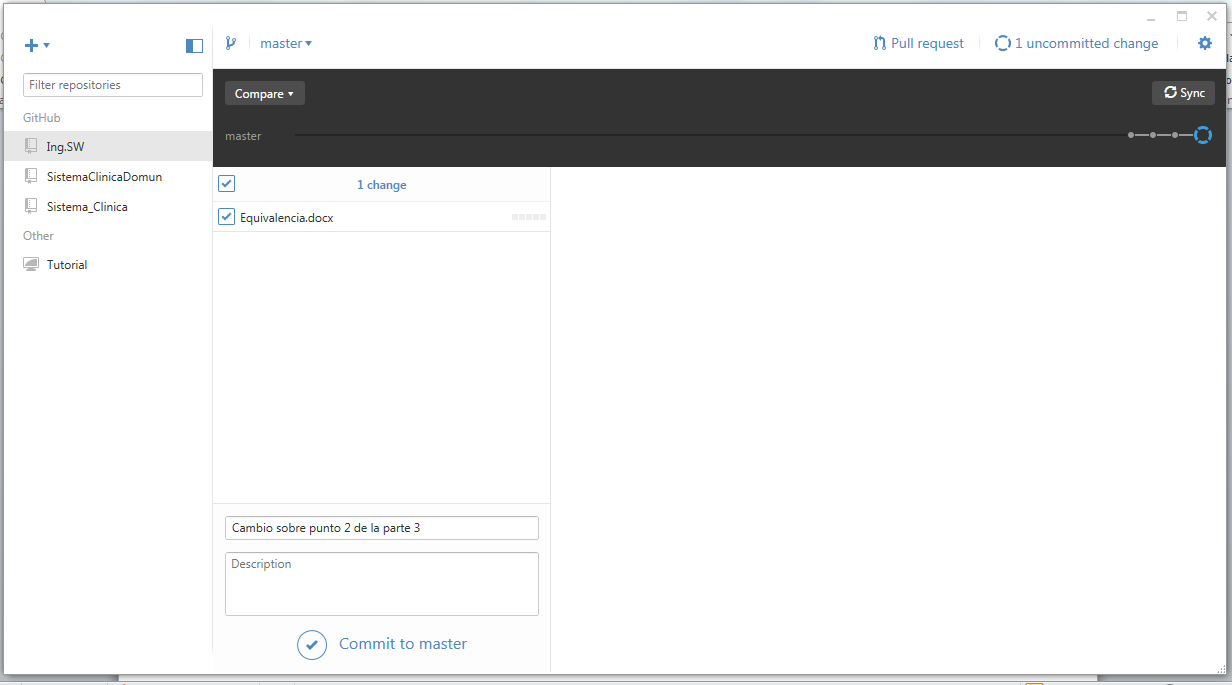 master
Pull request
1 uncommitted change
Filter repositories
GitHub
Ing.SW
SistemaClinicaDomun
Sistema_Clinica
Other
Tutorial
Compare
Sync
master
1 change
Equivalencia.docx
Cambio sobre punto 2 de la parte 3
Description
Commit to master